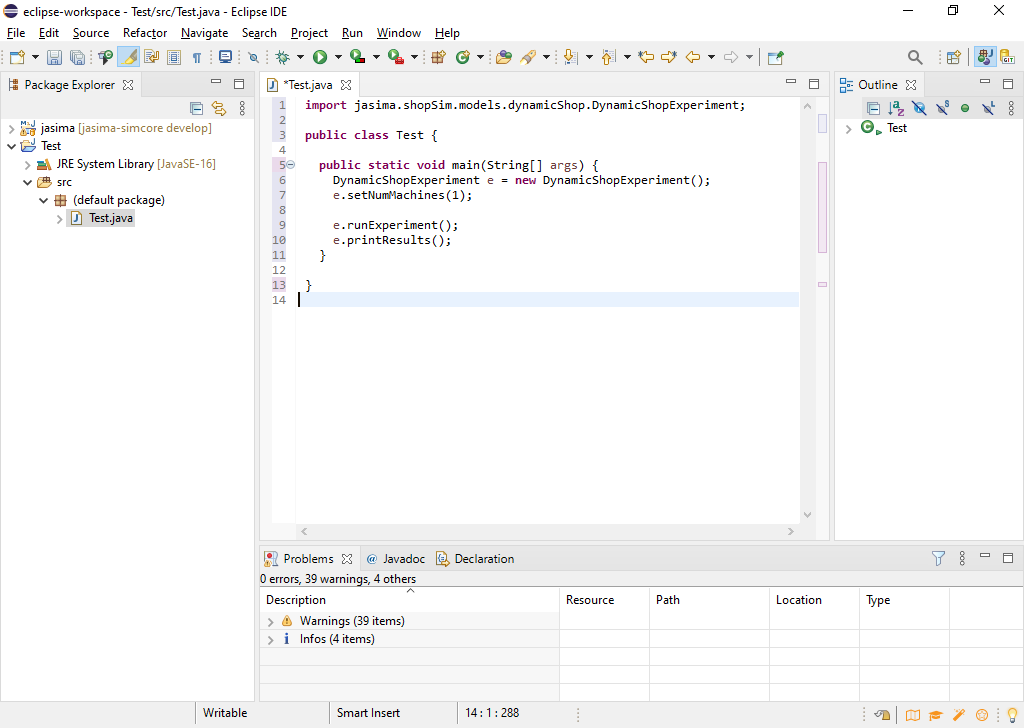 eclipse-workspace - Test/src/Test.java - Eclipse IDE
File Edit Source Refactor Navigate Search Project Run Window Help
Package Explorer
jasima [jasima-simcore develop]
Test
JRE System Library [JavaSE-16]
src
(default package)
Test.java
*Test.java
1 import jasima.shopSim.models.dynamicShop.DynamicShopExperiment;
2
3 public class Test {
4
5 public static void main(String[] args) {
6 DynamicShopExperiment e = new DynamicShopExperiment();
7 e.setNumMachines(1);
8
9 e.runExperiment();
10 e.printResults();
11 }
12
13 }
14
Outline
Test
Problems @ Javadoc Declaration
0 errors, 39 warnings, 4 others
Description Resource Path Location Type
Warnings (39 items)
Infos (4 items)
Writable Smart Insert 14 : 1 : 288